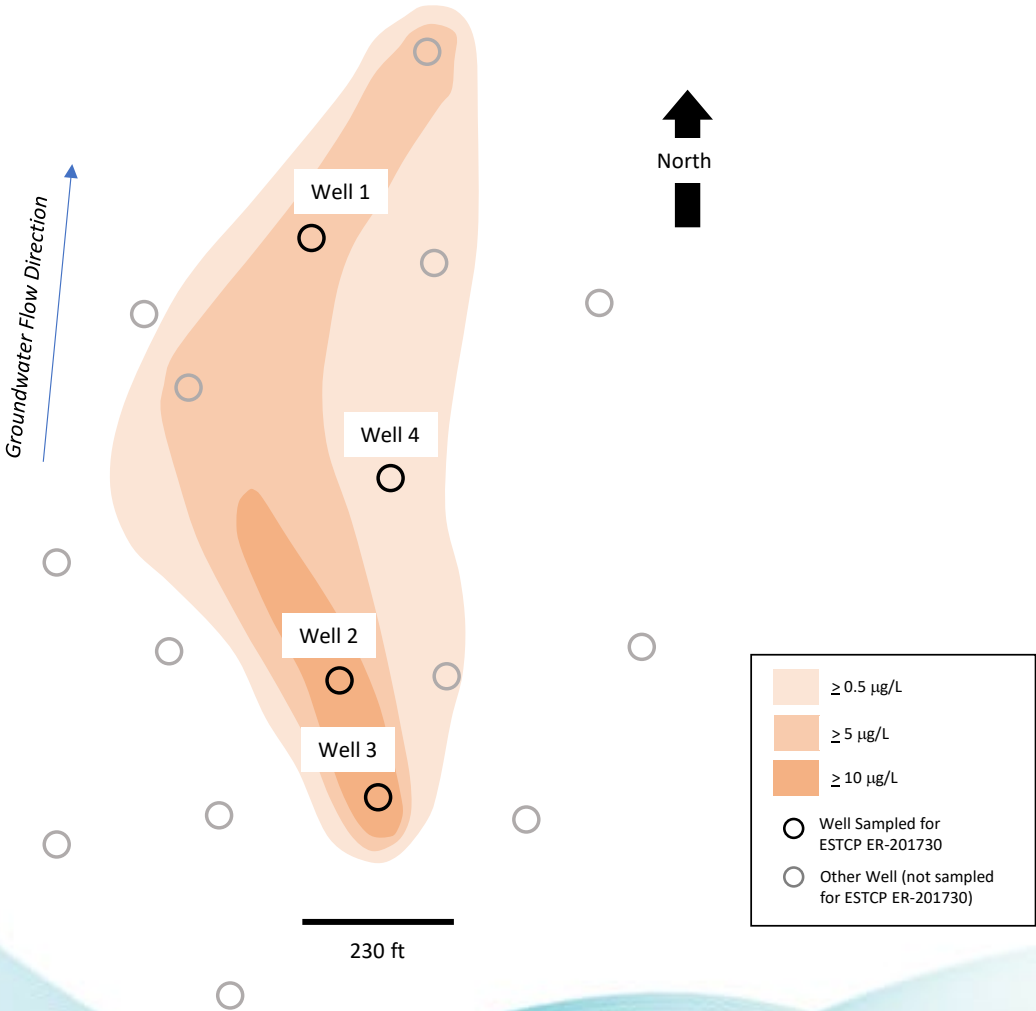 North
Groundwater Flow Direction
Well 1
Well 4
Well 2
Well 3
≥ 0.5 µg/L
≥ 5 µg/L
≥ 10 µg/L
Well Sampled for
ESTCP ER-201730
Other Well (not sampled
for ESTCP ER-201730)
230 ft